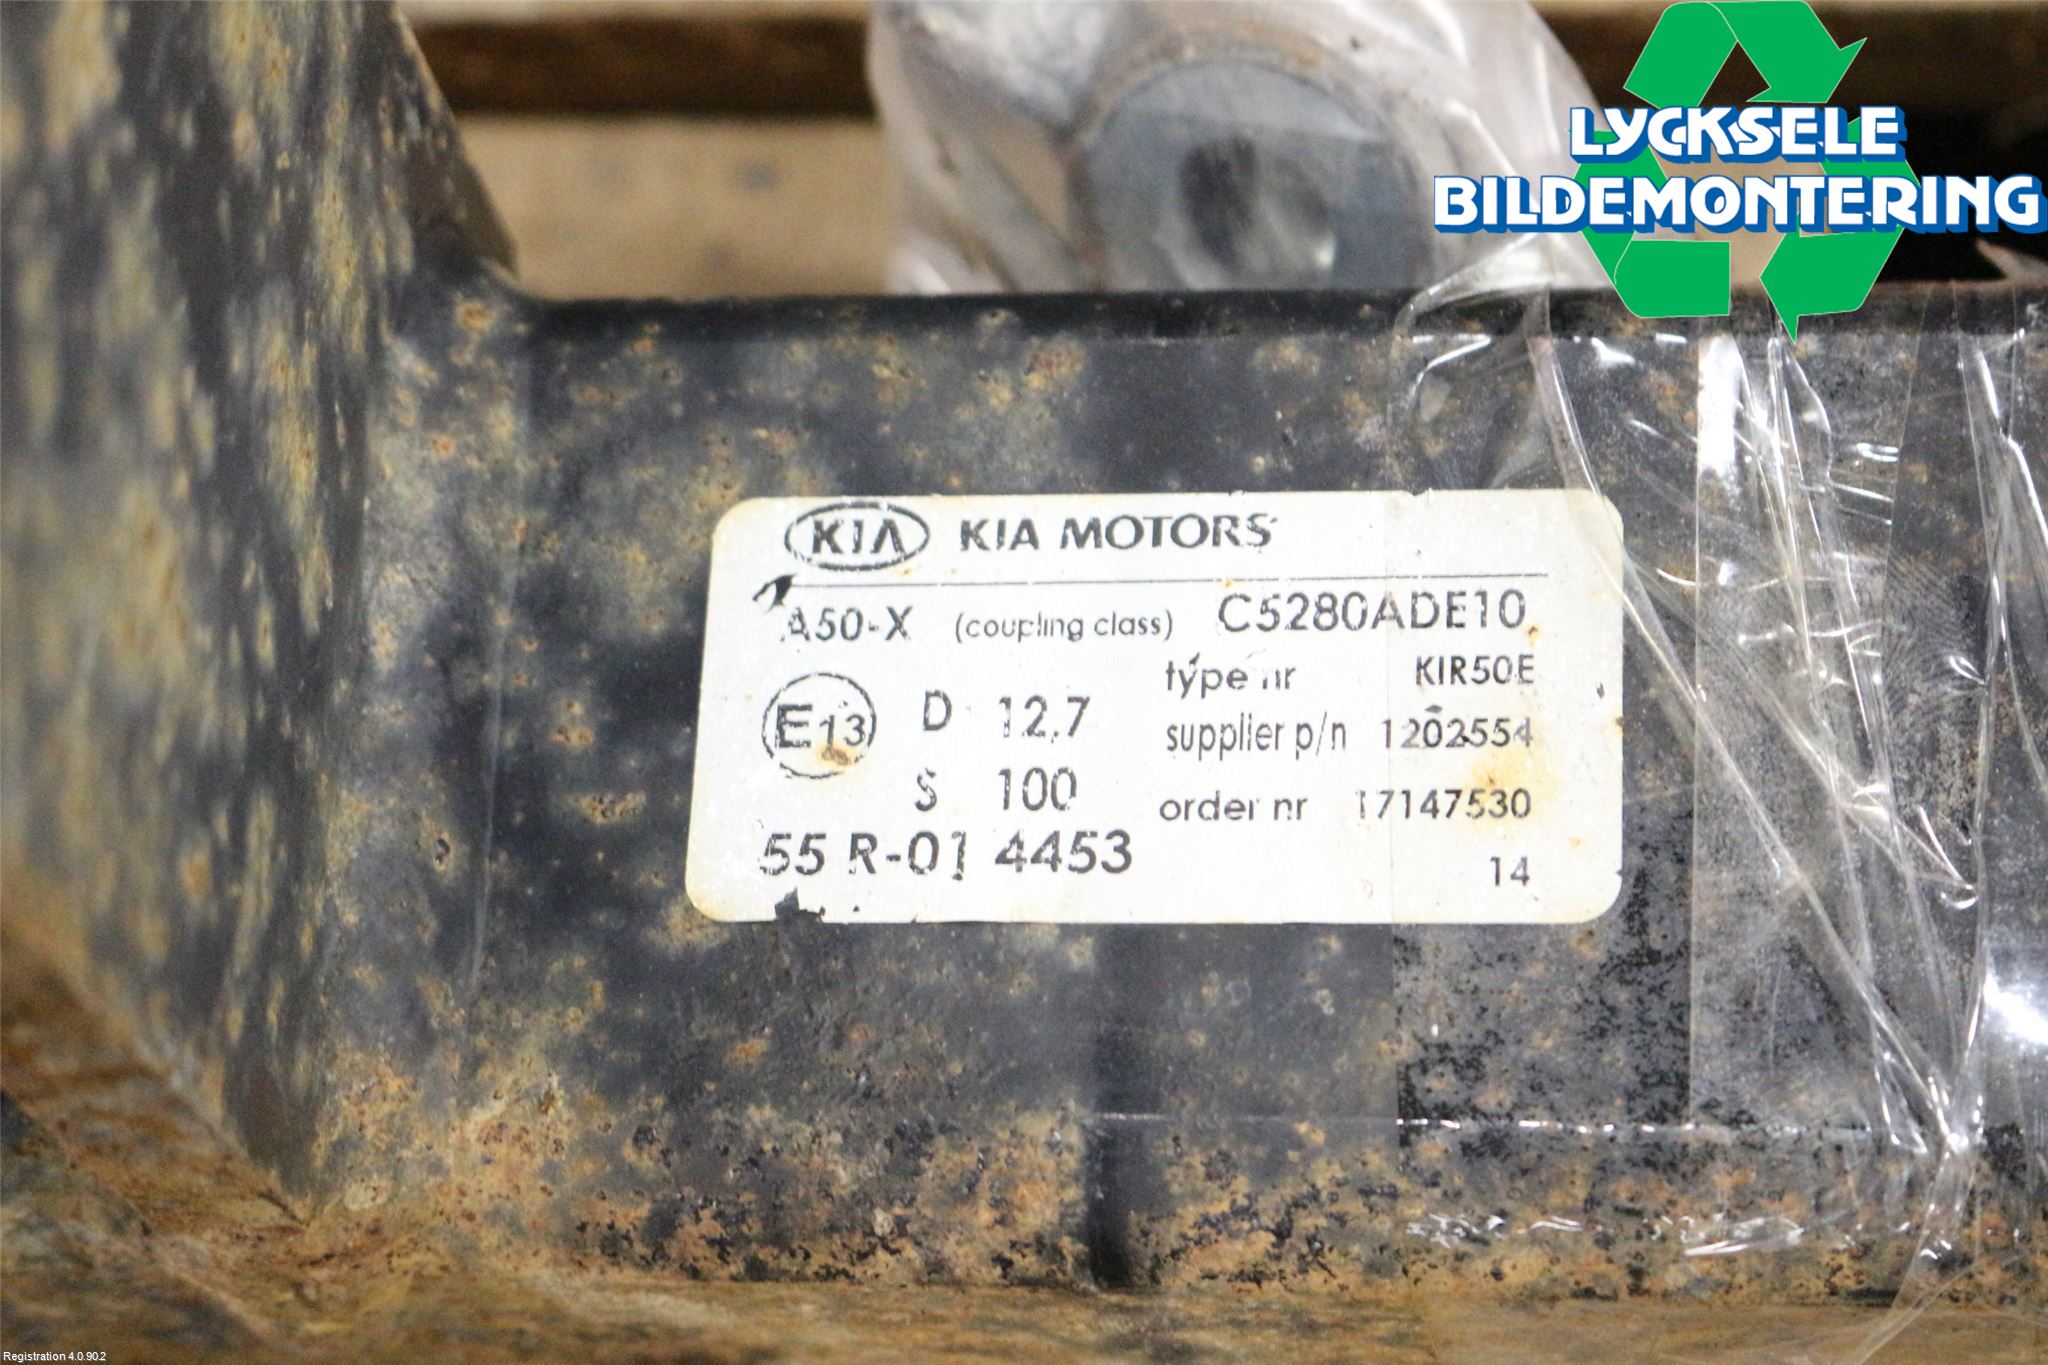 LYCKSELE
BILDEMONTERING
KIA KIA MOTORS
A50-X (coupling class) C5280ADE10
type nr KIR50E
E13 D 12,7
supplier p/n 1202554
S 100
order nr 17147530
55 R-01 4453
14
Registration 4.0.90.2